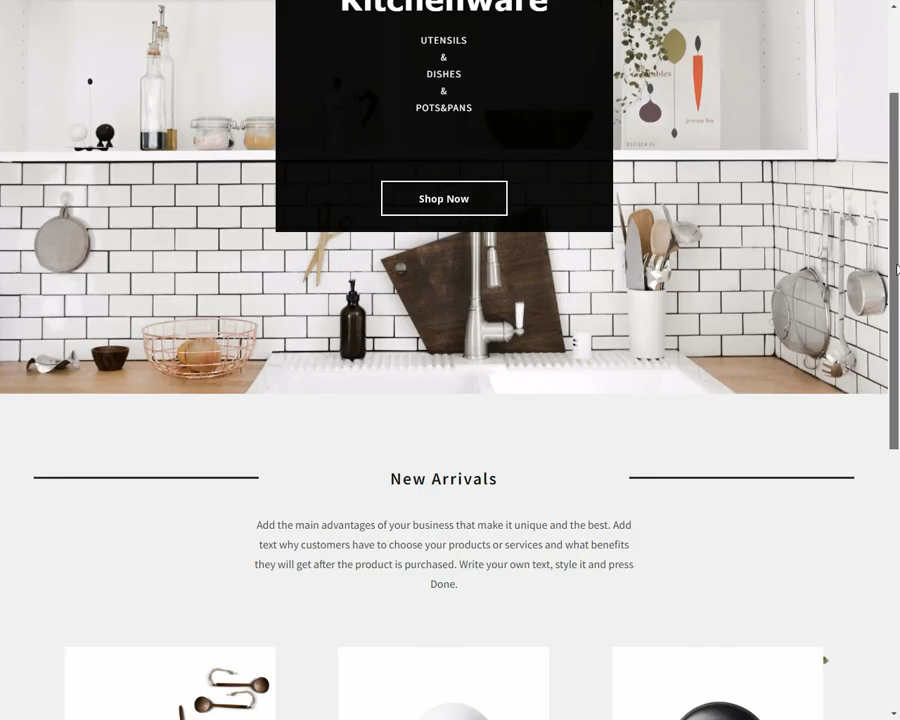 Kitchenware
UTENSILS
&
DISHES
&
POTS&PANS
Shop Now
New Arrivals
Add the main advantages of your business that make it unique and the best. Add
text why customers have to choose your products or services and what benefits
they will get after the product is purchased. Write your own text, style it and press
Done.